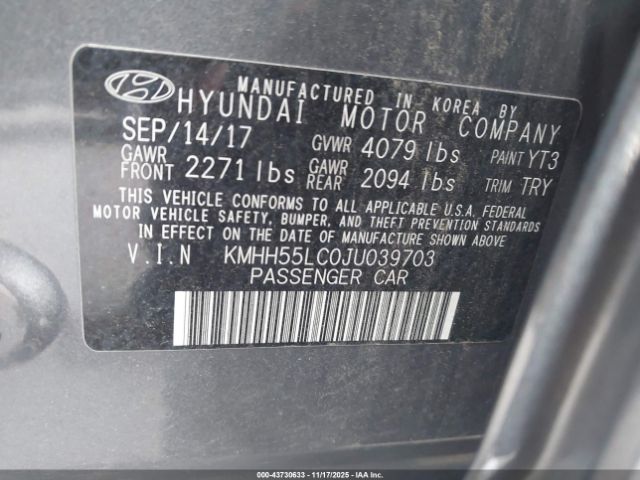 MANUFACTURED IN KOREA BY
HYUNDAI MOTOR COMPANY
SEP/14/17 GVWR 4079 lbs PAINT YT3
GAWR FRONT 2271 lbs GAWR REAR 2094 lbs TRIM TRY
THIS VEHICLE CONFORMS TO ALL APPLICABLE U.S.A. FEDERAL
MOTOR VEHICLE SAFETY, BUMPER, AND THEFT PREVENTION STANDARDS
IN EFFECT ON THE DATE OF MANUFACTURE SHOWN ABOVE
V.I.N KMHH55LC0JU039703
PASSENGER CAR
000-43730633 - 11/17/2025 - IAAI.COM